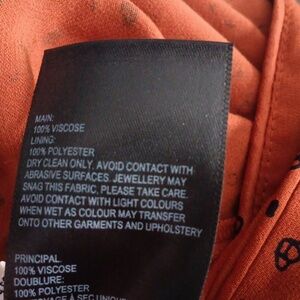 MAIN:
100% VISCOSE
LINING:
100% POLYESTER
DRY CLEAN ONLY. AVOID CONTACT WITH
ABRASIVE SURFACES. JEWELLERY MAY
SNAG THIS FABRIC, PLEASE TAKE CARE.
AVOID CONTACT WITH LIGHT COLOURS
WHEN WET AS COLOUR MAY TRANSFER
ONTO OTHER GARMENTS AND UPHOLSTERY
PRINCIPAL:
100% VISCOSE
DOUBLURE:
100% POLYESTER